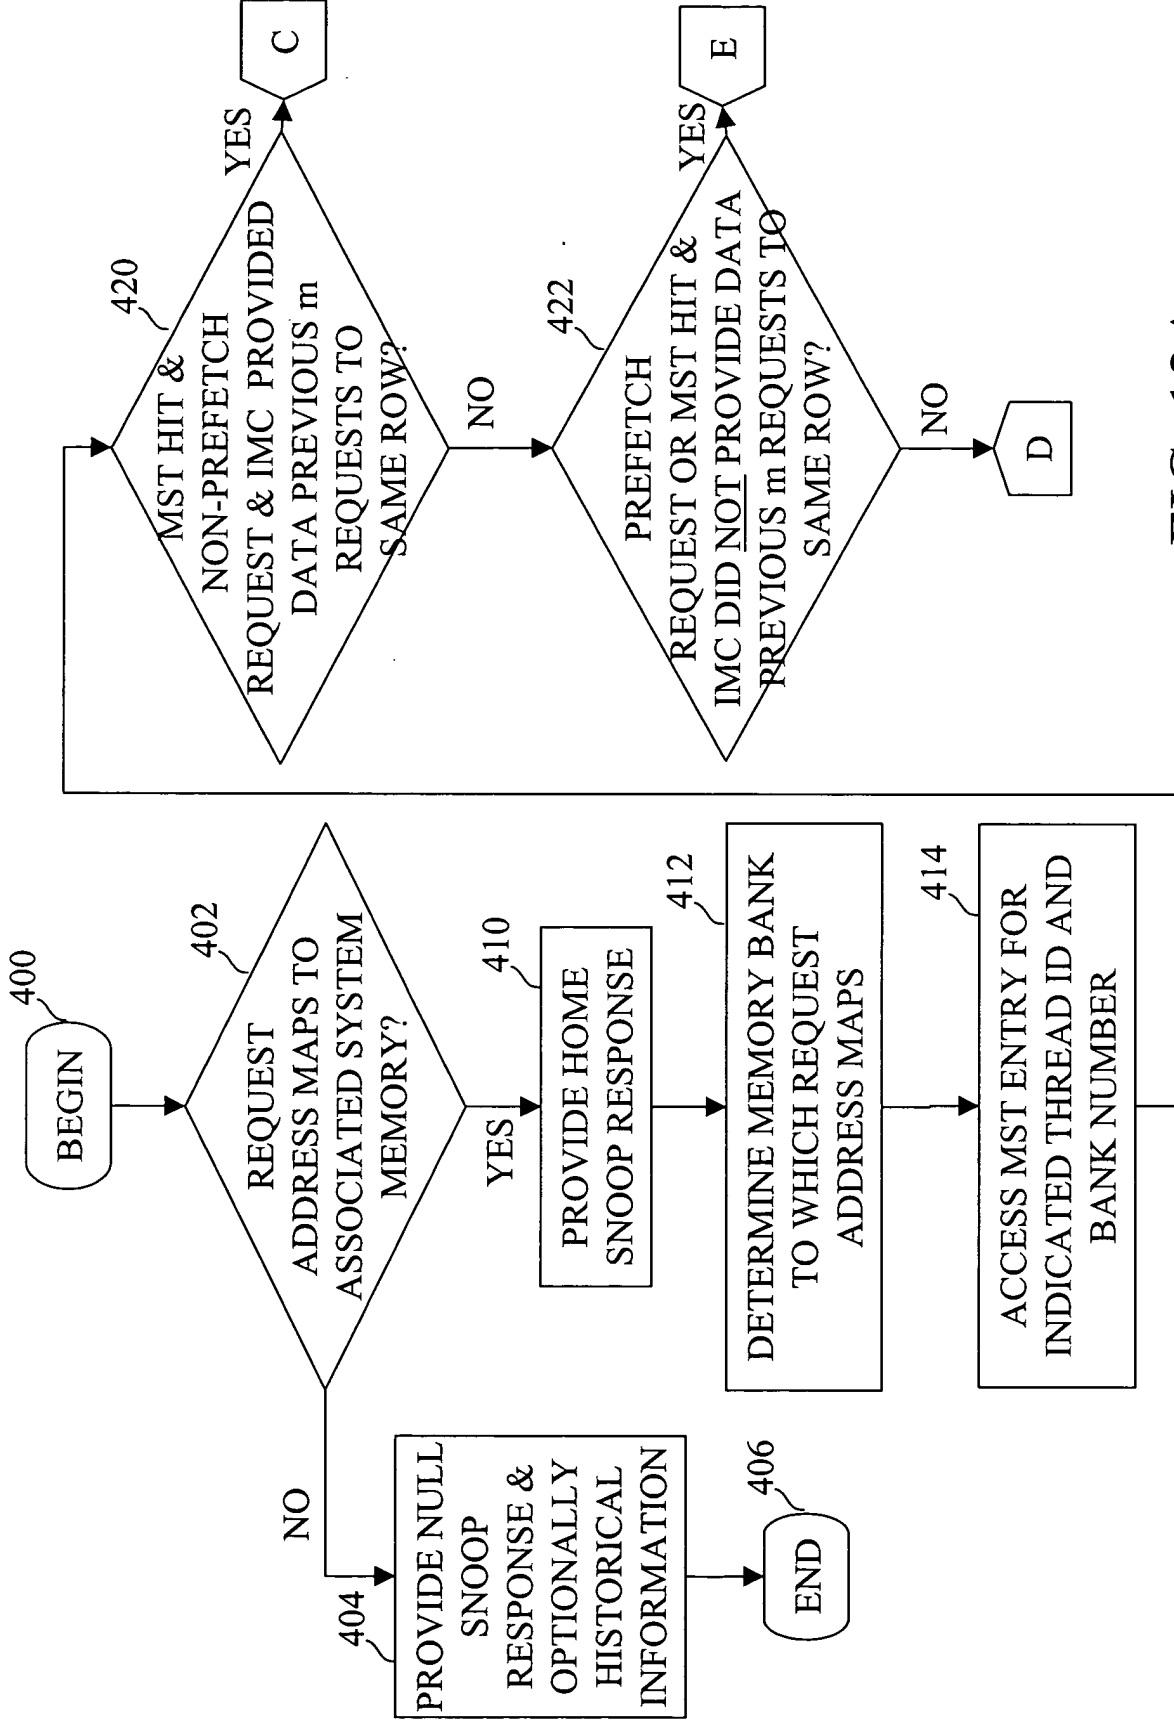 400
BEGIN
402
REQUEST
ADDRESS MAPS TO
ASSOCIATED SYSTEM
MEMORY?
NO
404
PROVIDE NULL
SNOOP
RESPONSE &
OPTIONALLY
HISTORICAL
INFORMATION
406
END
YES
410
PROVIDE HOME
SNOOP RESPONSE
412
DETERMINE MEMORY BANK
TO WHICH REQUEST
ADDRESS MAPS
414
ACCESS MST ENTRY FOR
INDICATED THREAD ID AND
BANK NUMBER
420
MST HIT &
NON-PREFETCH
REQUEST & IMC PROVIDED
DATA PREVIOUS m
REQUESTS TO
SAME ROW?
YES
C
NO
422
PREFETCH
REQUEST OR MST HIT &
IMC DID NOT PROVIDE DATA
PREVIOUS m REQUESTS TO
SAME ROW?
YES
E
NO
D